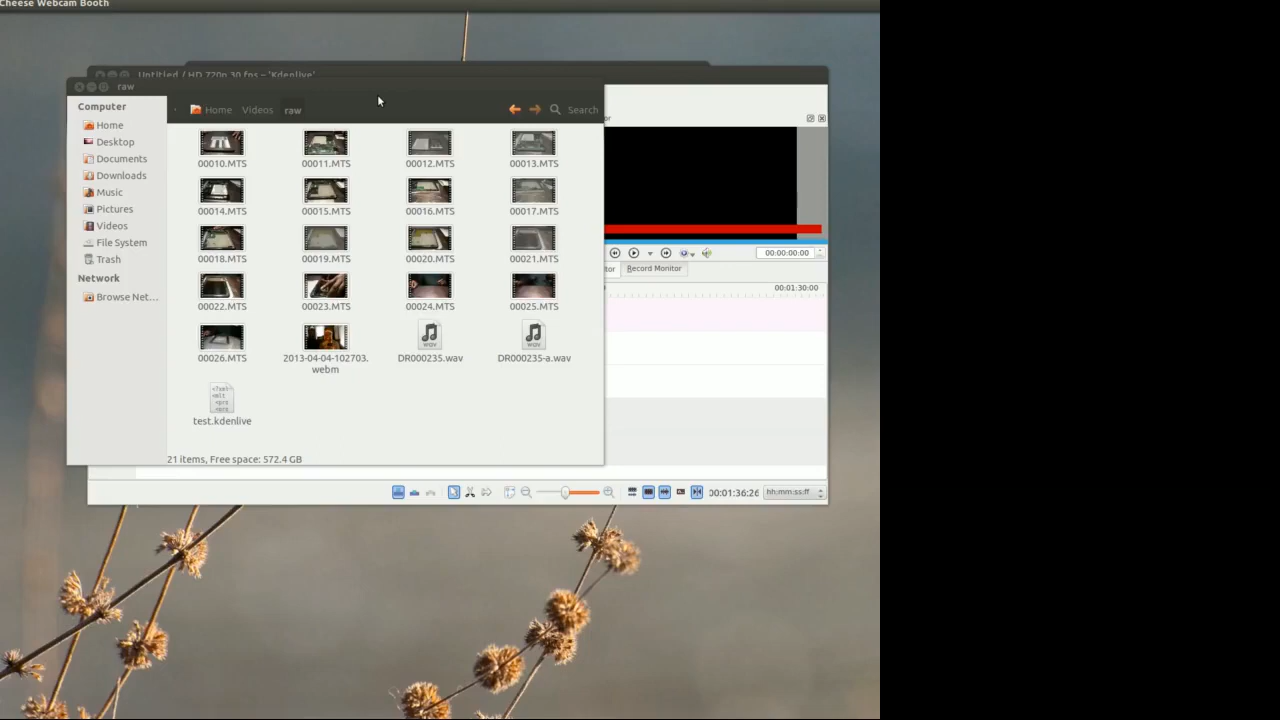 Cheese Webcam Booth
Untitled / HD 720p 30 fps – 'Kdenlive'
raw
Computer
Home
Desktop
Documents
Downloads
Music
Pictures
Videos
File System
Trash
Network
Browse Net...
Home Videos raw
Search
00010.MTS 00011.MTS 00012.MTS 00013.MTS
00014.MTS 00015.MTS 00016.MTS 00017.MTS
00018.MTS 00019.MTS 00020.MTS 00021.MTS
00022.MTS 00023.MTS 00024.MTS 00025.MTS
00026.MTS 2013-04-04-102703. DR000235.wav DR000235-a.wav
webm
test.kdenlive
21 items, Free space: 572.4 GB
00:00:00:00
Record Monitor
00:01:30:00
00:01:36:26 hh:mm:ss:ff